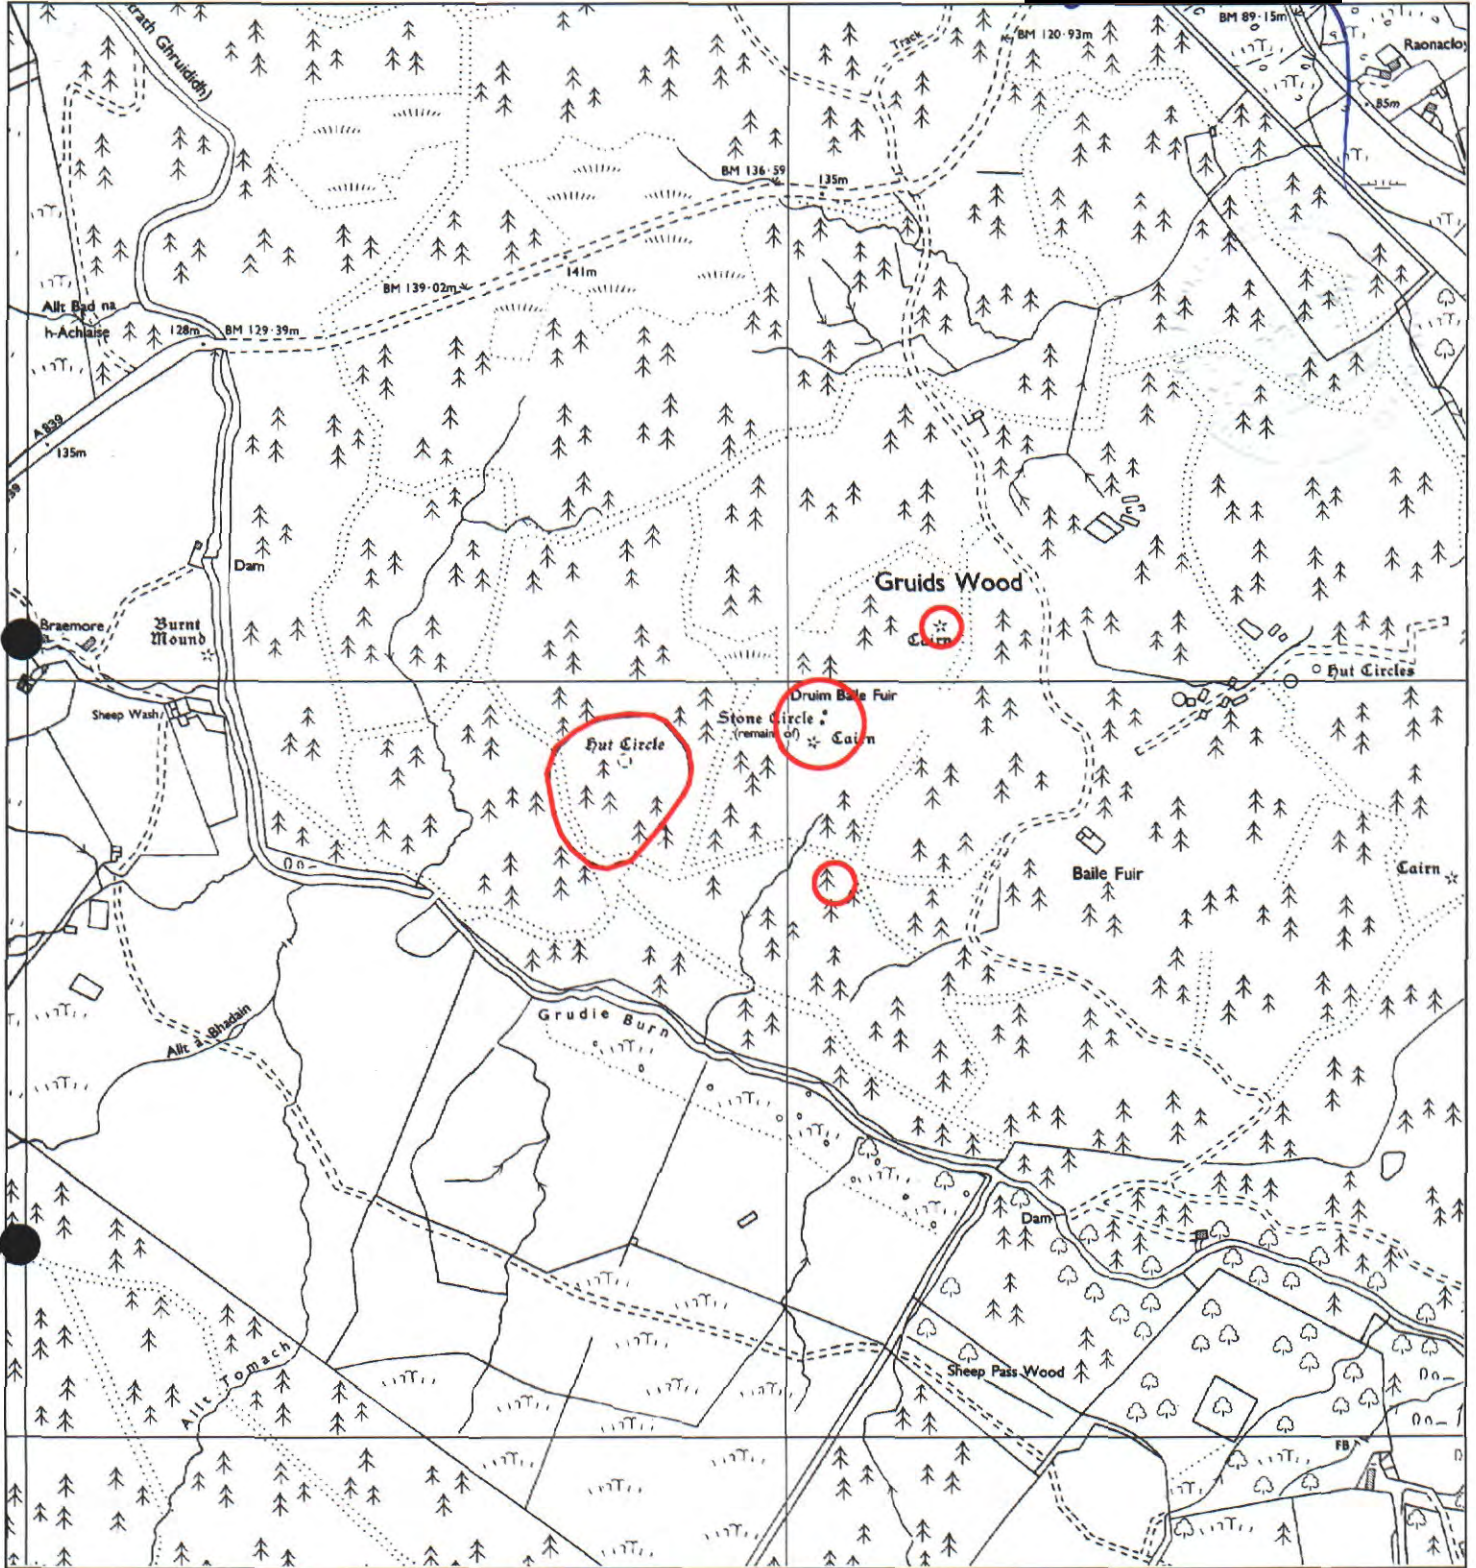 trath Ghruididh)
Track
BM 120·93m
BM 89·15m
Raonacloy
85m
BM 136·59
135m
141m
BM 139·02m
Allt Bad na
h-Achlaise
128m
BM 129·39m
A 839
135m
39
Dam
Gruids Wood
Braemore
Burnt
Mound
Cairn
Hut Circles
Druim Baile Fuir
Sheep Wash
Stone Circle
(remains of)
Cairn
Hut Circle
Baile Fuir
Cairn
Grudie Burn
Allt a' Bhadain
Dam
Sheep Pass Wood
Allt Tomach
FB